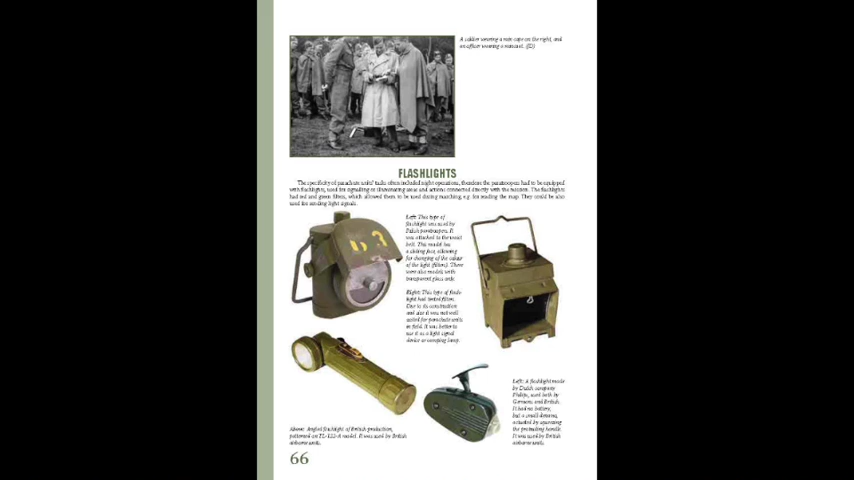 A soldier wearing a rain cape on the right, and
an officer wearing a raincoat.
FLASHLIGHTS
The specificity of parachute units' tasks often included night operations, therefore the paratroopers had to be equipped
with flashlights, used for signalling or illuminating areas and actions connected directly with the mission. The flashlights
had red and green filters, which allowed them to be used during marching, e.g. for reading the map. They could be also
used for sending light signals.
Left: This type of
flashlight was used by
Polish paratroopers. It
was attached to the
belt. This model has
a sliding allowing
for changing of the colour
of the light (filters). There
were also models with
transparent glass
Right: This type of flash-
light had tinted filters.
Due to its construction
and size it was not well
suited for parachute units
in field. It was better to
use it as a light signal
device or camping lamp.
Left: A flashlight made
by Dutch company
Philips, used both by
Germans and British.
It had no battery,
but a small dynamo,
actuated by squeezing
the protruding handle.
It was used by British
airborne units.
Above: Angled flashlight of British production,
patterned on TL-122-A model. It was used by British
airborne units.
66